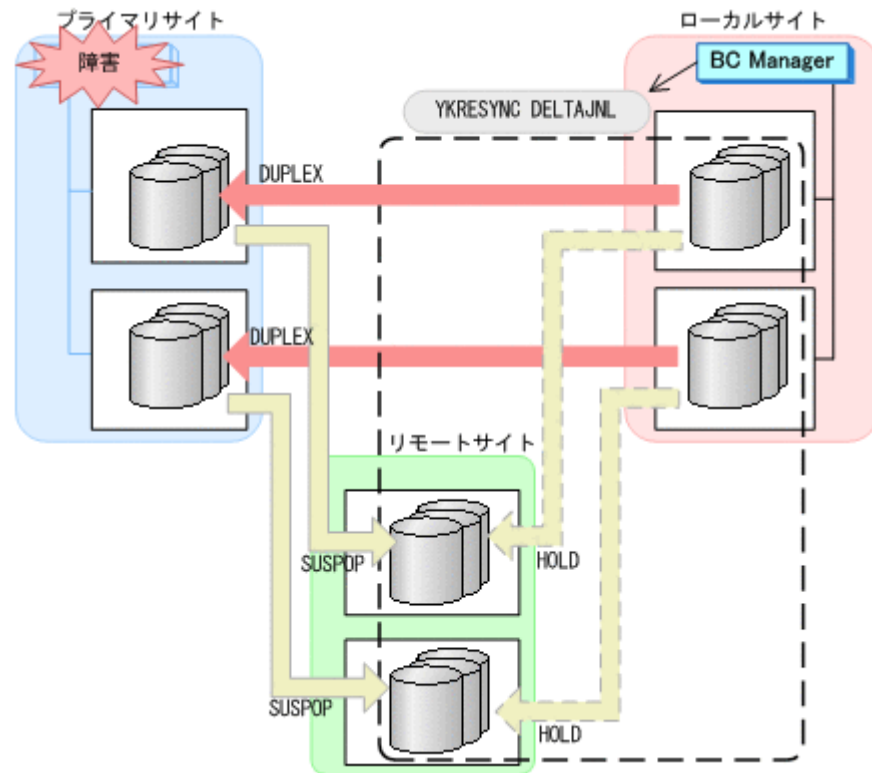 プライマリサイト
ローカルサイト
障害
BC Manager
YKRESYNC DELTAJNL
DUPLEX
DUPLEX
リモートサイト
SUSPOP
HOLD
SUSPOP
HOLD